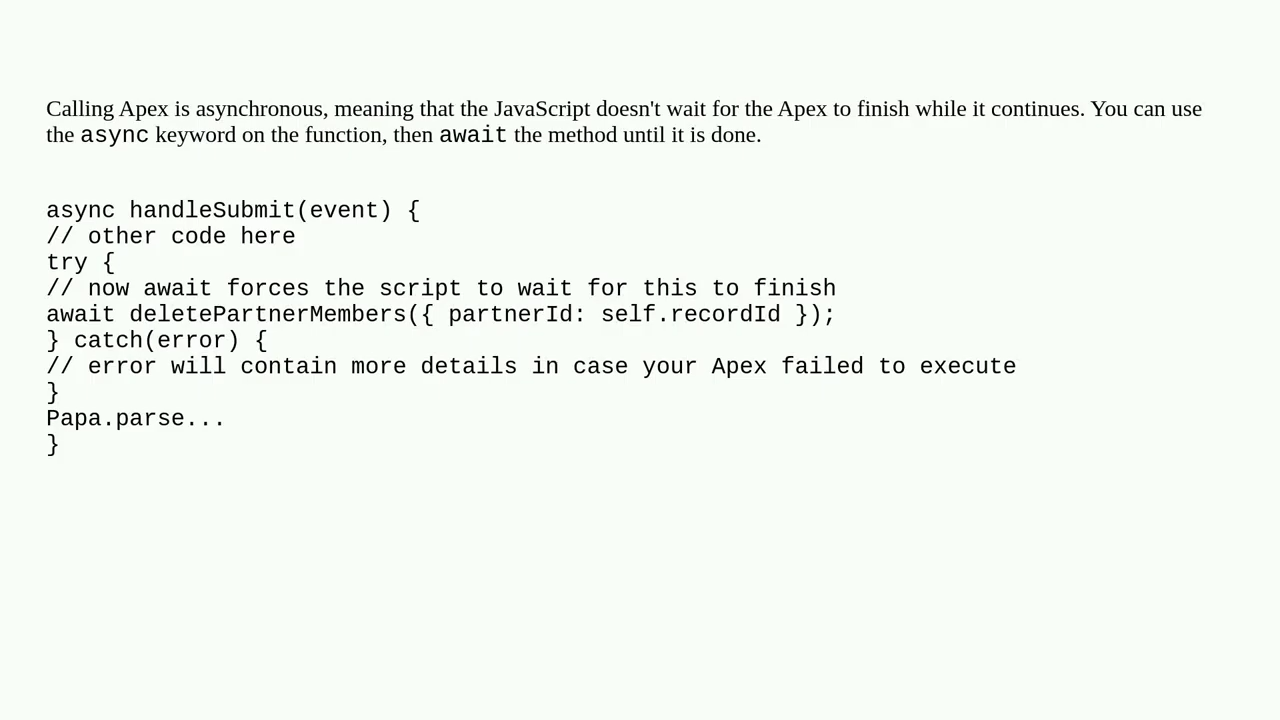 Calling Apex is asynchronous, meaning that the JavaScript doesn't wait for the Apex to finish while it continues. You can use
the async keyword on the function, then await the method until it is done.
async handleSubmit(event) {
// other code here
try {
// now await forces the script to wait for this to finish
await deletePartnerMembers({ partnerId: self.recordId });
} catch(error) {
// error will contain more details in case your Apex failed to execute
}
Papa.parse...
}